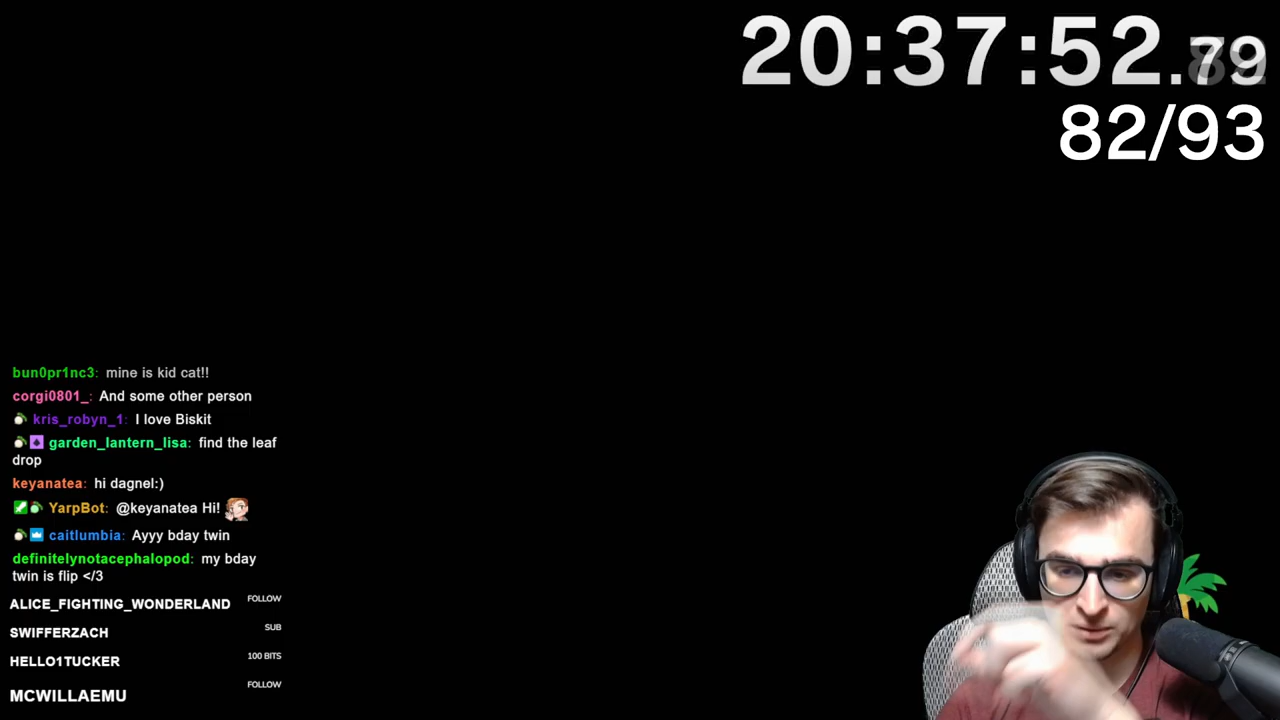 20:37:52.79
82/93
bun0pr1nc3: mine is kid cat!!
corgi0801_: And some other person
kris_robyn_1: I love Biskit
garden_lantern_lisa: find the leaf
drop
keyanatea: hi dagnel:)
YarpBot: @keyanatea Hi!
caitlumbia: Ayyy bday twin
definitelynotacephalopod: my bday
twin is flip </3
ALICE_FIGHTING_WONDERLAND FOLLOW
SWIFFERZACH SUB
HELLO1TUCKER 100 BITS
MCWILLAEMU FOLLOW